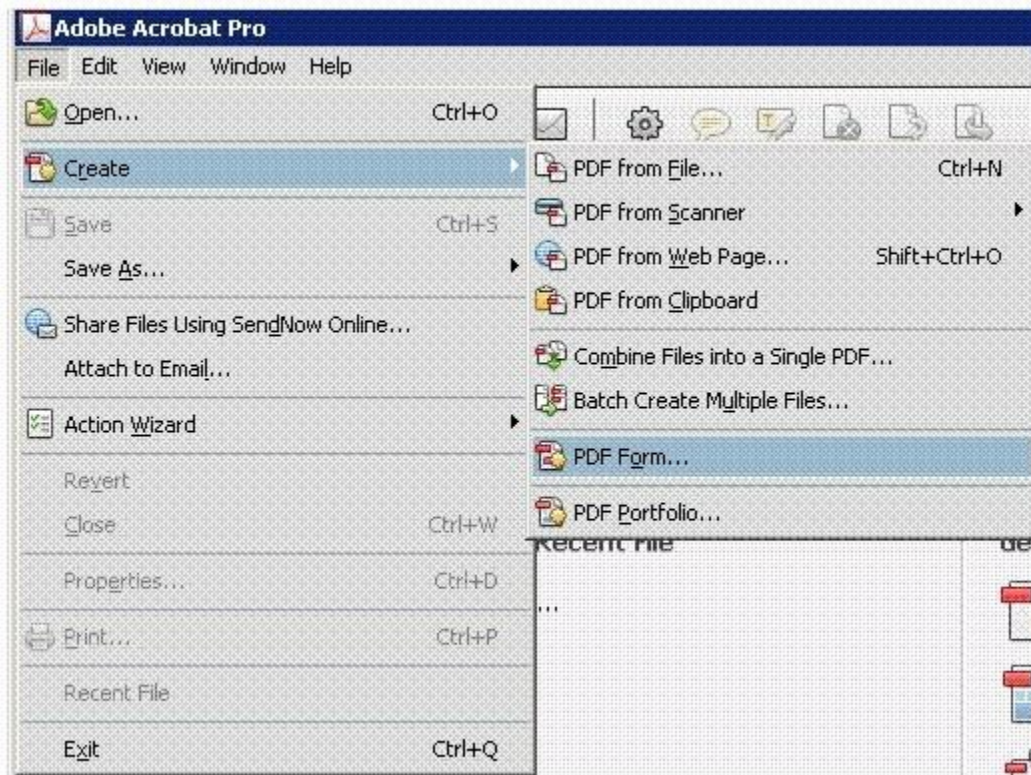 Adobe Acrobat Pro
File Edit View Window Help
Open... Ctrl+O
Create
Save Ctrl+S
Save As...
Share Files Using SendNow Online...
Attach to Email...
Action Wizard
Revert
Close Ctrl+W
Properties... Ctrl+D
Print... Ctrl+P
Recent File
Exit Ctrl+Q
PDF from File... Ctrl+N
PDF from Scanner
PDF from Web Page... Shift+Ctrl+O
PDF from Clipboard
Combine Files into a Single PDF...
Batch Create Multiple Files...
PDF Form...
PDF Portfolio...
Recent File
...